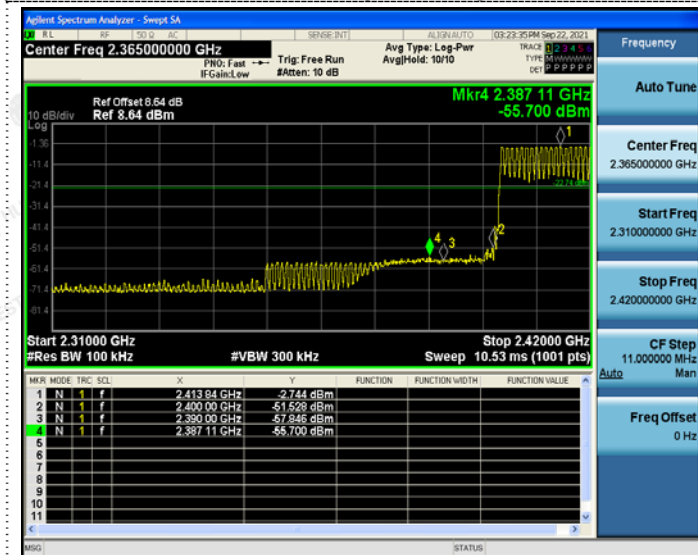 Agilent Spectrum Analyzer - Swept SA
RL RF 50 Ω AC SENSE:INT ALIGN AUTO 03:23:35 PM Sep 22, 2021
Center Freq 2.365000000 GHz
PNO: Fast
IFGain:Low
Trig: Free Run
#Atten: 10 dB
Avg Type: Log-Pwr
Avg|Hold: 10/10
TRACE 1 2 3 4 5 6
TYPE MWWWWW
DET P P P P P P
Mkr4 2.387 11 GHz
-55.700 dBm
Ref Offset 8.64 dB
10 dB/div Ref 8.64 dBm
Log
-1.36
-11.4
-21.4
-31.4
-41.4
-51.4
-61.4
-71.4
-81.4
1
-22.74 dBm
2
4
3
Start 2.31000 GHz Stop 2.42000 GHz
#Res BW 100 kHz #VBW 300 kHz Sweep 10.53 ms (1001 pts)
MKR MODE TRC SCL X Y FUNCTION FUNCTION WIDTH FUNCTION VALUE
1 N 1 f 2.413 84 GHz -2.744 dBm
2 N 1 f 2.400 00 GHz -51.528 dBm
3 N 1 f 2.390 00 GHz -57.846 dBm
4 N 1 f 2.387 11 GHz -55.700 dBm
5
6
7
8
9
10
11
MSG STATUS
Frequency
Auto Tune
Center Freq
2.365000000 GHz
Start Freq
2.310000000 GHz
Stop Freq
2.420000000 GHz
CF Step
11.000000 MHz
Auto Man
Freq Offset
0 Hz